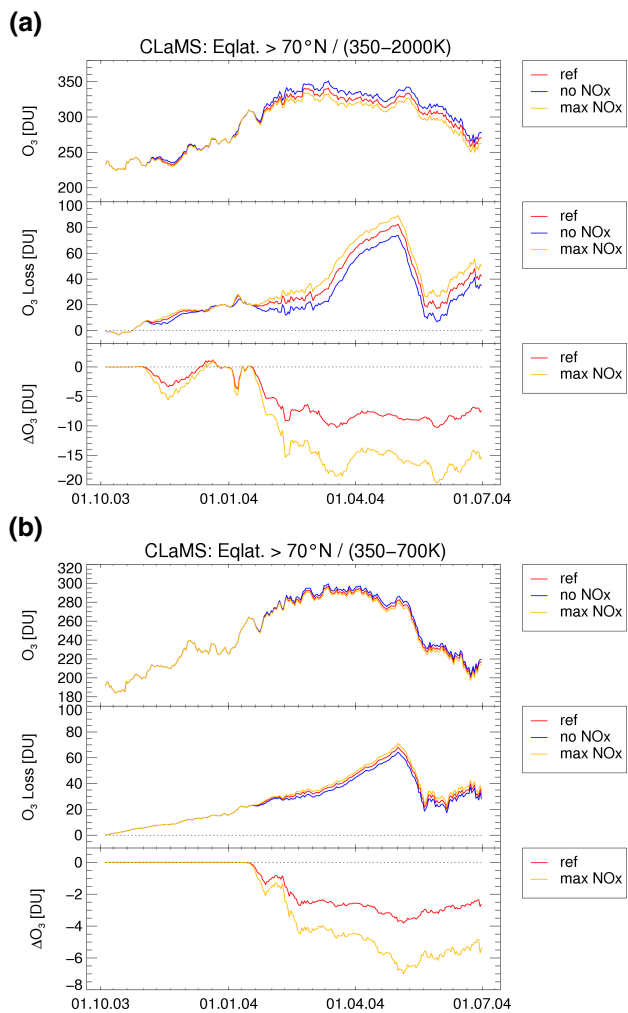 (a)
CLaMS: Eqlat. > 70°N / (350−2000K)
350
300
250
200
O₃ [DU]
ref
no NOx
max NOx
100
80
60
40
20
0
O₃ Loss [DU]
ref
no NOx
max NOx
0
−5
−10
−15
−20
ΔO₃ [DU]
ref
max NOx
01.10.03 01.01.04 01.04.04 01.07.04
(b)
CLaMS: Eqlat. > 70°N / (350−700K)
320
300
280
260
240
220
200
180
O₃ [DU]
ref
no NOx
max NOx
100
80
60
40
20
0
O₃ Loss [DU]
ref
no NOx
max NOx
0
−2
−4
−6
−8
ΔO₃ [DU]
ref
max NOx
01.10.03 01.01.04 01.04.04 01.07.04